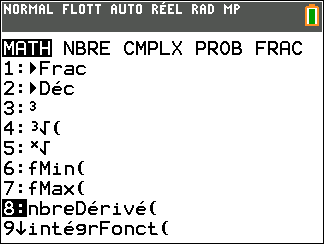 NORMAL FLOTT AUTO RÉEL RAD MP
MATH NBRE CMPLX PROB FRAC
1:▸Frac
2:▸Déc
3:³
4:³√(
5:ˣ√
6:fMin(
7:fMax(
8:nbreDérivé(
9↓intégrFonct(